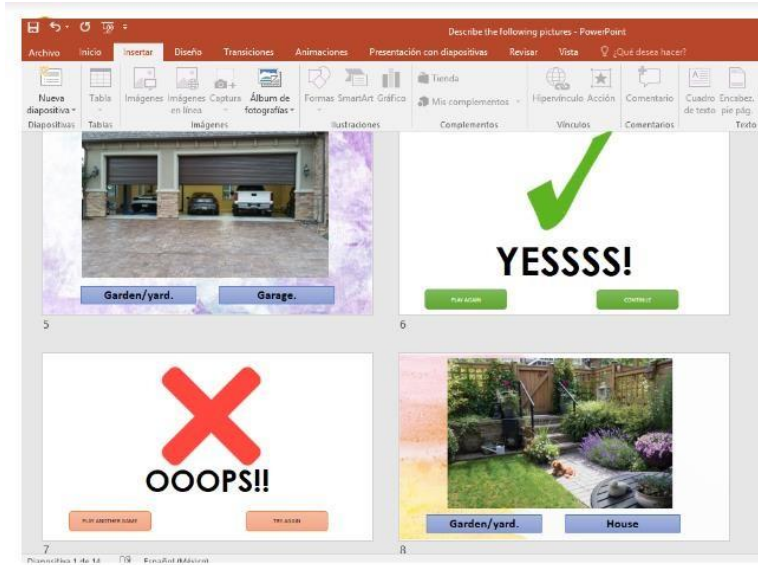 Describe the following pictures - PowerPoint
Archivo Inicio Insertar Diseño Transiciones Animaciones Presentación con diapositivas Revisar Vista ¿Qué desea hacer?
Nueva diapositiva
Tabla
Imágenes
Imágenes en línea
Captura
Álbum de fotografías
Formas SmartArt Gráfico
Tienda
Mis complementos
Hipervínculo Acción
Comentario
Cuadro de texto
Encabez. pie pág.
Diapositivas Tablas Imágenes Ilustraciones Complementos Vínculos Comentarios Texto
Garden/yard. Garage.
5
YESSSS!
PLAY AGAIN CONTINUE
6
OOOPS!!
PLAY ANOTHER GAME TRY AGAIN
7
Garden/yard. House
8
Diapositiva 1 de 14 Español (México)